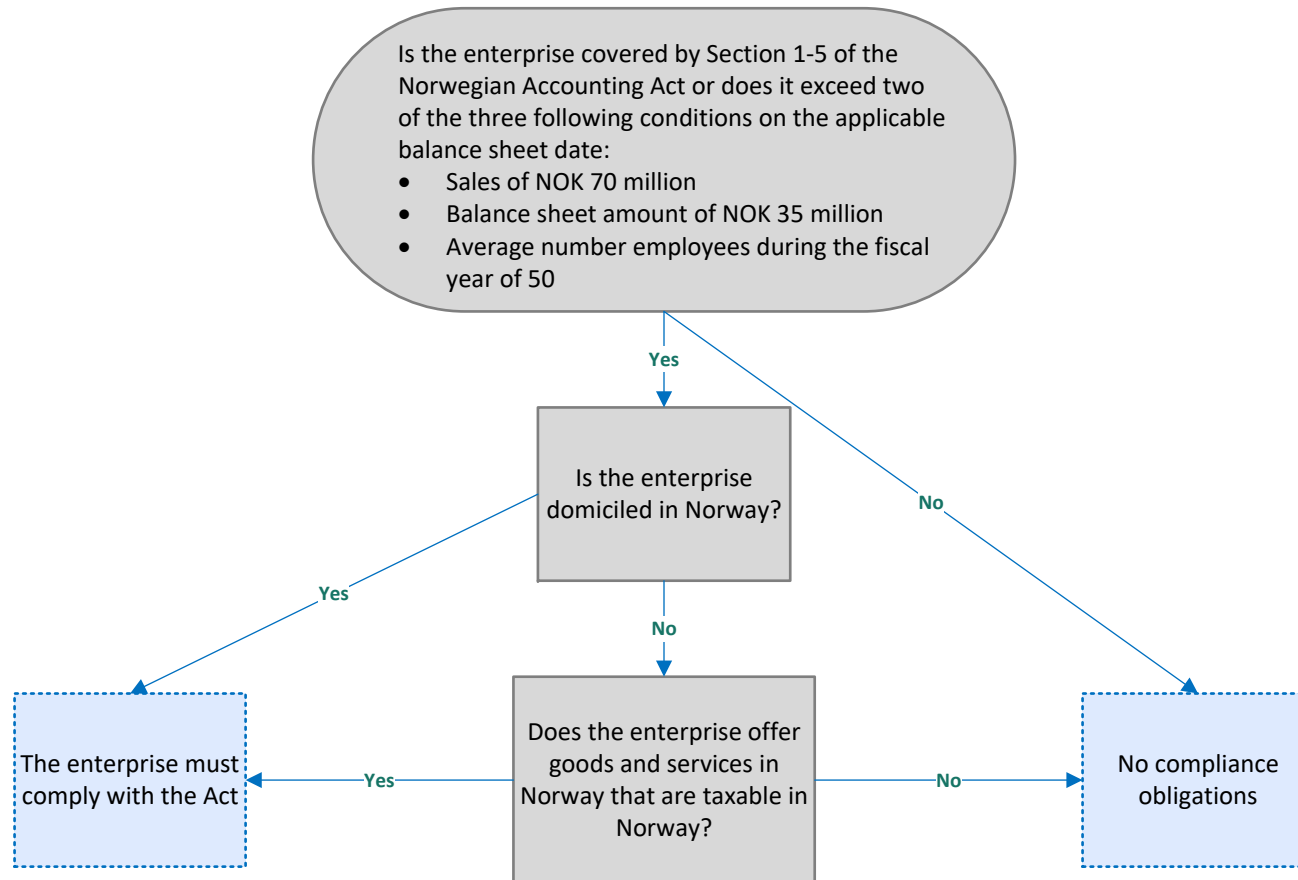 Is the enterprise covered by Section 1-5 of the
Norwegian Accounting Act or does it exceed two
of the three following conditions on the applicable
balance sheet date:
• Sales of NOK 70 million
• Balance sheet amount of NOK 35 million
• Average number employees during the fiscal
year of 50
Yes
Is the enterprise
domiciled in Norway?
No
Yes
No
The enterprise must
comply with the Act
Yes
Does the enterprise offer
goods and services in
Norway that are taxable in
Norway?
No
No compliance
obligations